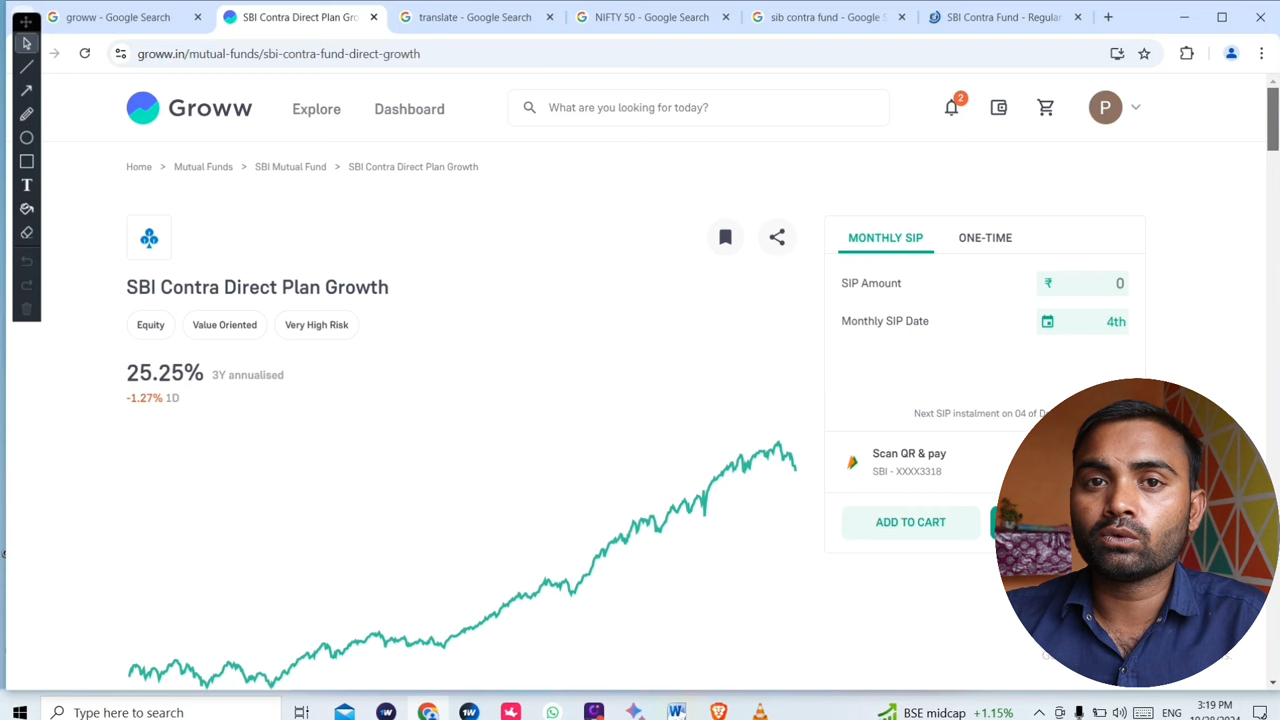 groww - Google Search
SBI Contra Direct Plan Gro
translate - Google Search
NIFTY 50 - Google Search
sib contra fund - Google S
SBI Contra Fund - Regular
groww.in/mutual-funds/sbi-contra-fund-direct-growth
Groww
Explore
Dashboard
What are you looking for today?
2
P
Home > Mutual Funds > SBI Mutual Fund > SBI Contra Direct Plan Growth
MONTHLY SIP
ONE-TIME
SBI Contra Direct Plan Growth
SIP Amount
₹ 0
Equity
Value Oriented
Very High Risk
Monthly SIP Date
4th
25.25% 3Y annualised
-1.27% 1D
Next SIP instalment on 04 of D
Scan QR & pay
SBI - XXXX3318
ADD TO CART
T
Type here to search
BSE midcap +1.15%
ENG
3:19 PM